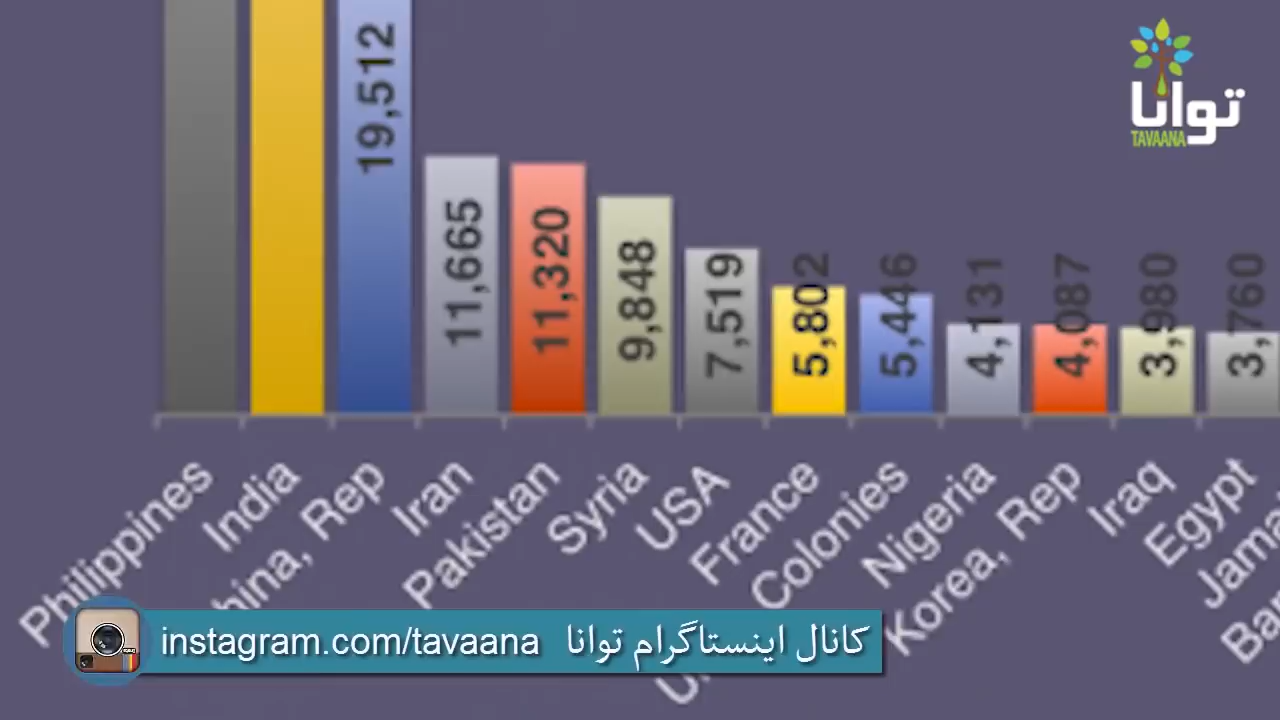 توانا
TAVAANA
19,512
11,665
11,320
9,848
7,519
5,802
5,446
4,131
4,087
3,980
3,760
Philippines
India
Rep
Iran
Pakistan
Syria
USA
France
Colonies
Nigeria
Korea, Rep
Iraq
Egypt
instagram.com/tavaana کانال اینستاگرام توانا